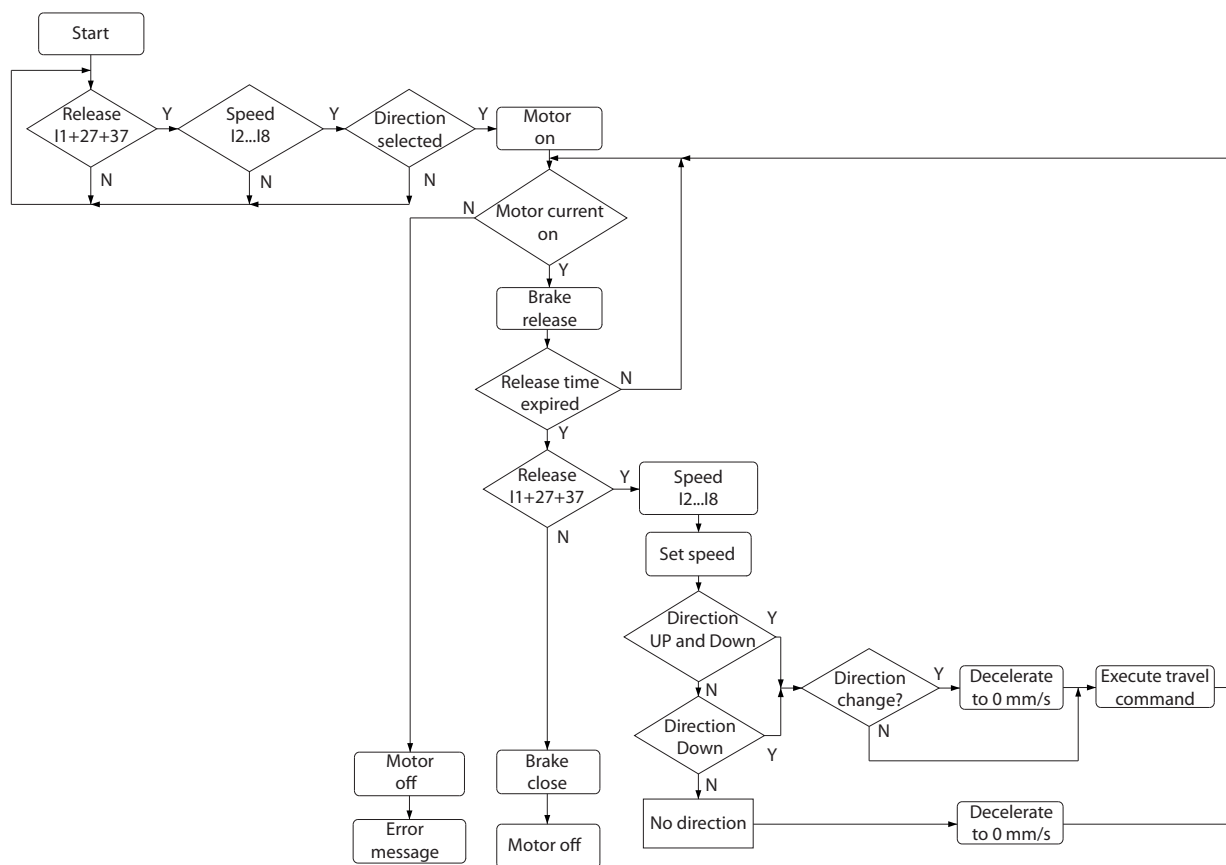 Start
Release
I1+27+37
Y
N
Speed
I2...I8
Y
N
Direction
selected
Y
N
Motor
on
Motor current
on
N
Y
Brake
release
Release time
expired
N
Y
Release
I1+27+37
Y
N
Speed
I2...I8
Set speed
Direction
UP and Down
Y
N
Direction
Down
Y
N
Direction
change?
Y
N
Decelerate
to 0 mm/s
Execute travel
command
Motor
off
Error
message
Brake
close
Motor off
No direction
Decelerate
to 0 mm/s